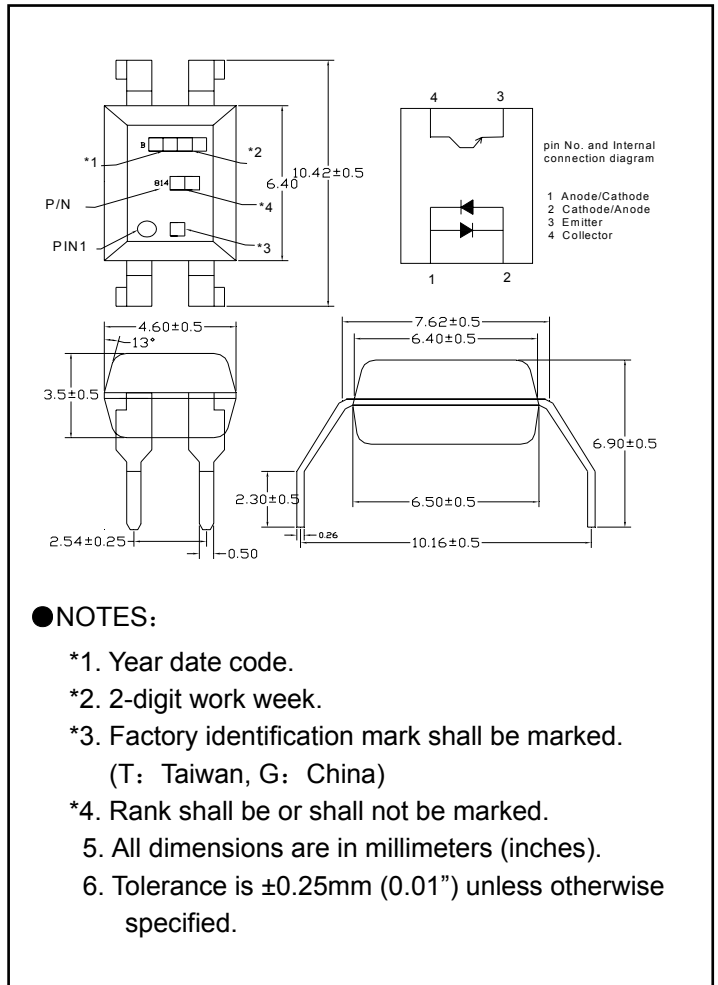 4 3
pin No. and Internal
connection diagram
B
*1
*2
10.42±0.5
6.40
814
P/N
*4
1 Anode/Cathode
2 Cathode/Anode
3 Emitter
4 Collector
PIN1
*3
1 2
4.60±0.5
13°
3.5±0.5
2.54±0.25
0.50
7.62±0.5
6.40±0.5
6.90±0.5
2.30±0.5
6.50±0.5
0.26
10.16±0.5
●NOTES:
*1. Year date code.
*2. 2-digit work week.
*3. Factory identification mark shall be marked.
(T: Taiwan, G: China)
*4. Rank shall be or shall not be marked.
5. All dimensions are in millimeters (inches).
6. Tolerance is ±0.25mm (0.01”) unless otherwise
specified.